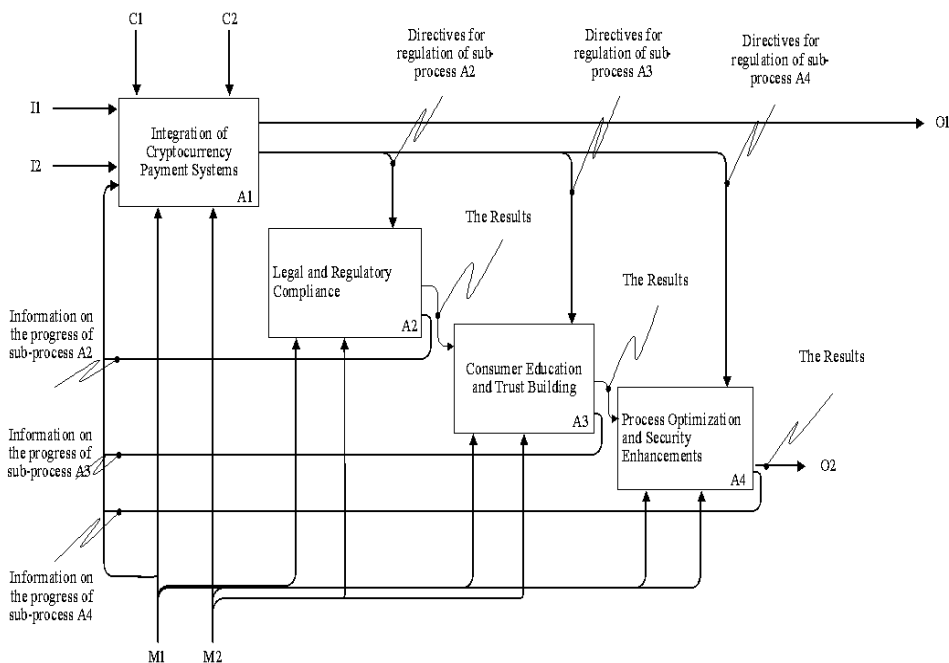 C1
C2
Directives for
regulation of sub-
process A2
Directives for
regulation of sub-
process A3
Directives for
regulation of sub-
process A4
I1
I2
O1
Integration of
Cryptocurrency
Payment Systems
A1
The Results
Legal and Regulatory
Compliance
A2
The Results
Information on
the progress of
sub-process A2
Consumer Education
and Trust Building
A3
The Results
Process Optimization
and Security
Enhancements
A4
O2
Information on
the progress of
sub-process A3
Information on
the progress of
sub-process A4
M1
M2